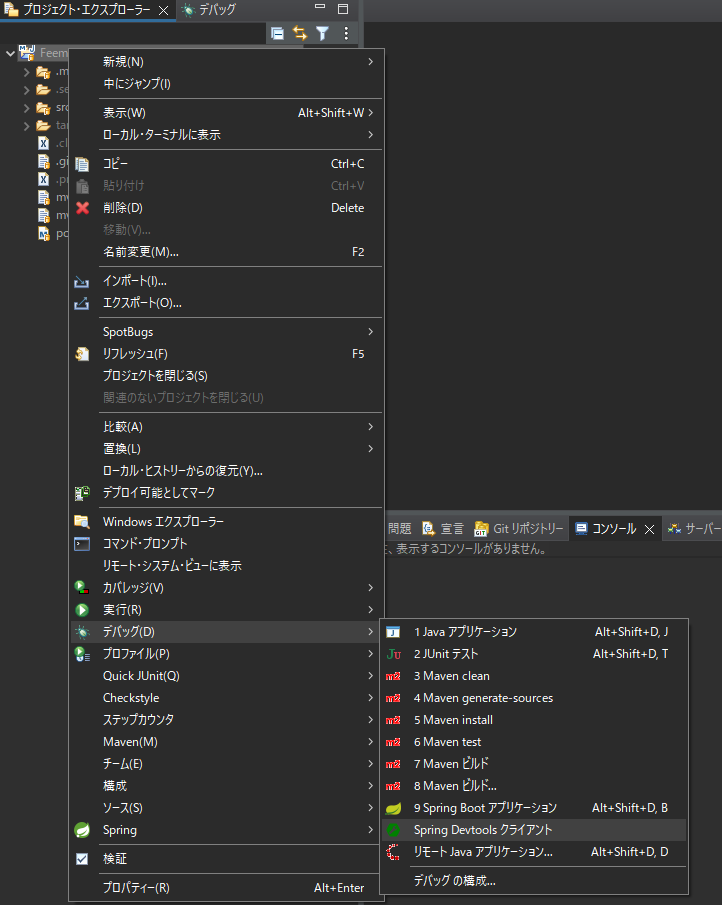 プロジェクト・エクスプローラー
デバッグ
新規(N)
中にジャンプ(I)
表示(W) Alt+Shift+W
ローカル・ターミナルに表示
コピー Ctrl+C
貼り付け Ctrl+V
削除(D) Delete
移動(V)...
名前変更(M)... F2
インポート(I)...
エクスポート(O)...
SpotBugs
リフレッシュ(F) F5
プロジェクトを閉じる(S)
関連のないプロジェクトを閉じる(U)
比較(A)
置換(L)
ローカル・ヒストリーからの復元(Y)...
デプロイ可能としてマーク
Windows エクスプローラー
コマンド・プロンプト
リモート・システム・ビューに表示
カバレッジ(V)
実行(R)
デバッグ(D)
プロファイル(P)
Quick JUnit(Q)
Checkstyle
ステップカウンタ
Maven(M)
チーム(E)
構成
ソース(S)
Spring
検証
プロパティー(R) Alt+Enter
問題
宣言
Git リポジトリー
コンソール
サーバー
、表示するコンソールがありません。
1 Java アプリケーション Alt+Shift+D, J
2 JUnit テスト Alt+Shift+D, T
3 Maven clean
4 Maven generate-sources
5 Maven install
6 Maven test
7 Maven ビルド
8 Maven ビルド...
9 Spring Boot アプリケーション Alt+Shift+D, B
Spring Devtools クライアント
リモート Java アプリケーション... Alt+Shift+D, D
デバッグ の構成...